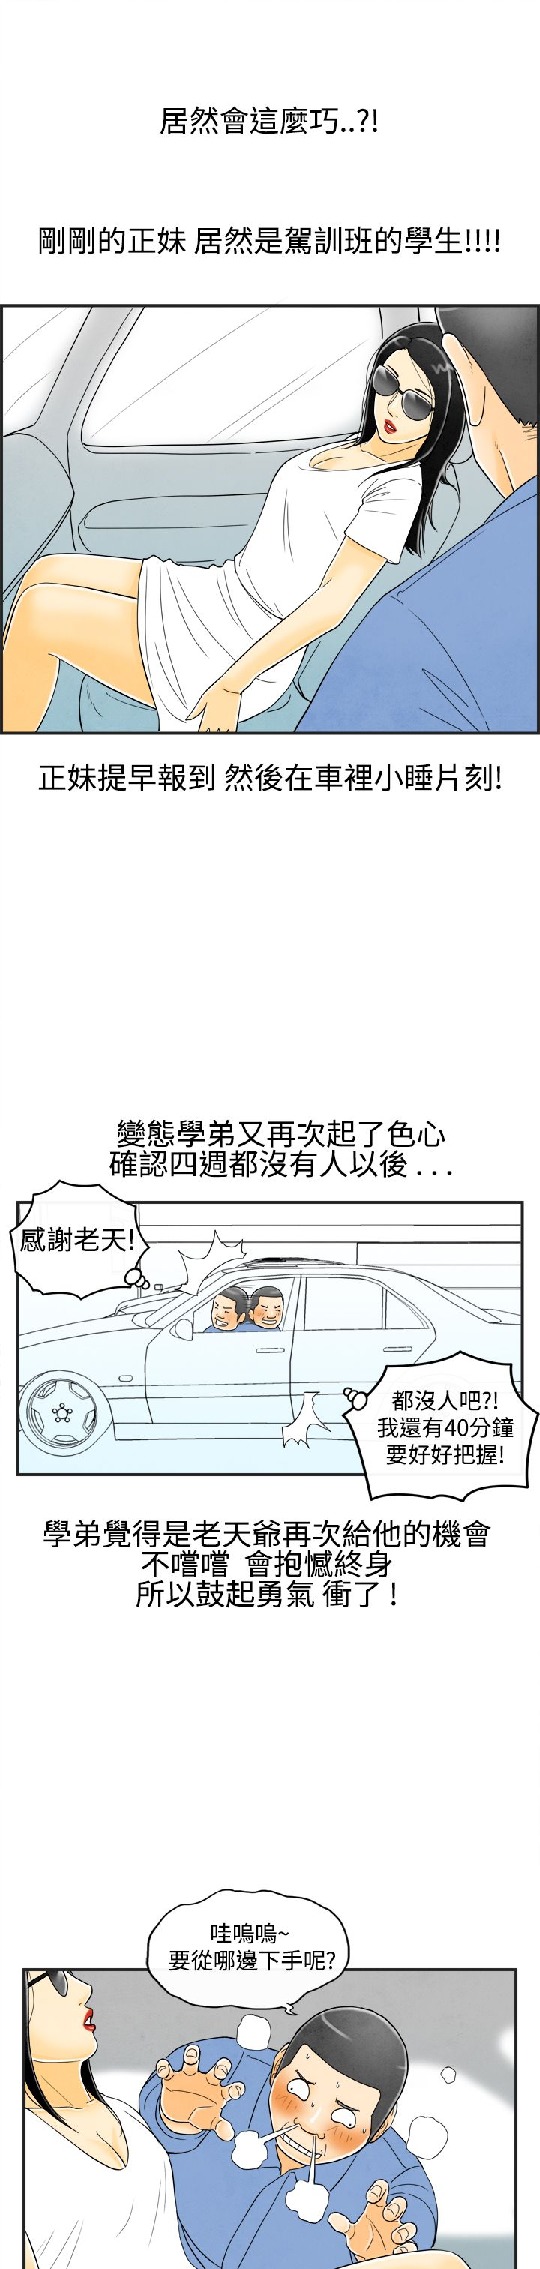 居然會這麼巧..?!
剛剛的正妹 居然是駕訓班的學生!!!!
正妹提早報到 然後在車裡小睡片刻!
變態學弟又再次起了色心
確認四週都沒有人以後 . . .
感謝老天!
都沒人吧?!
我還有40分鐘
要好好把握!
學弟覺得是老天爺再次給他的機會
不嚐嚐 會抱憾終身
所以鼓起勇氣 衝了 !
哇嗚嗚~
要從哪邊下手呢?